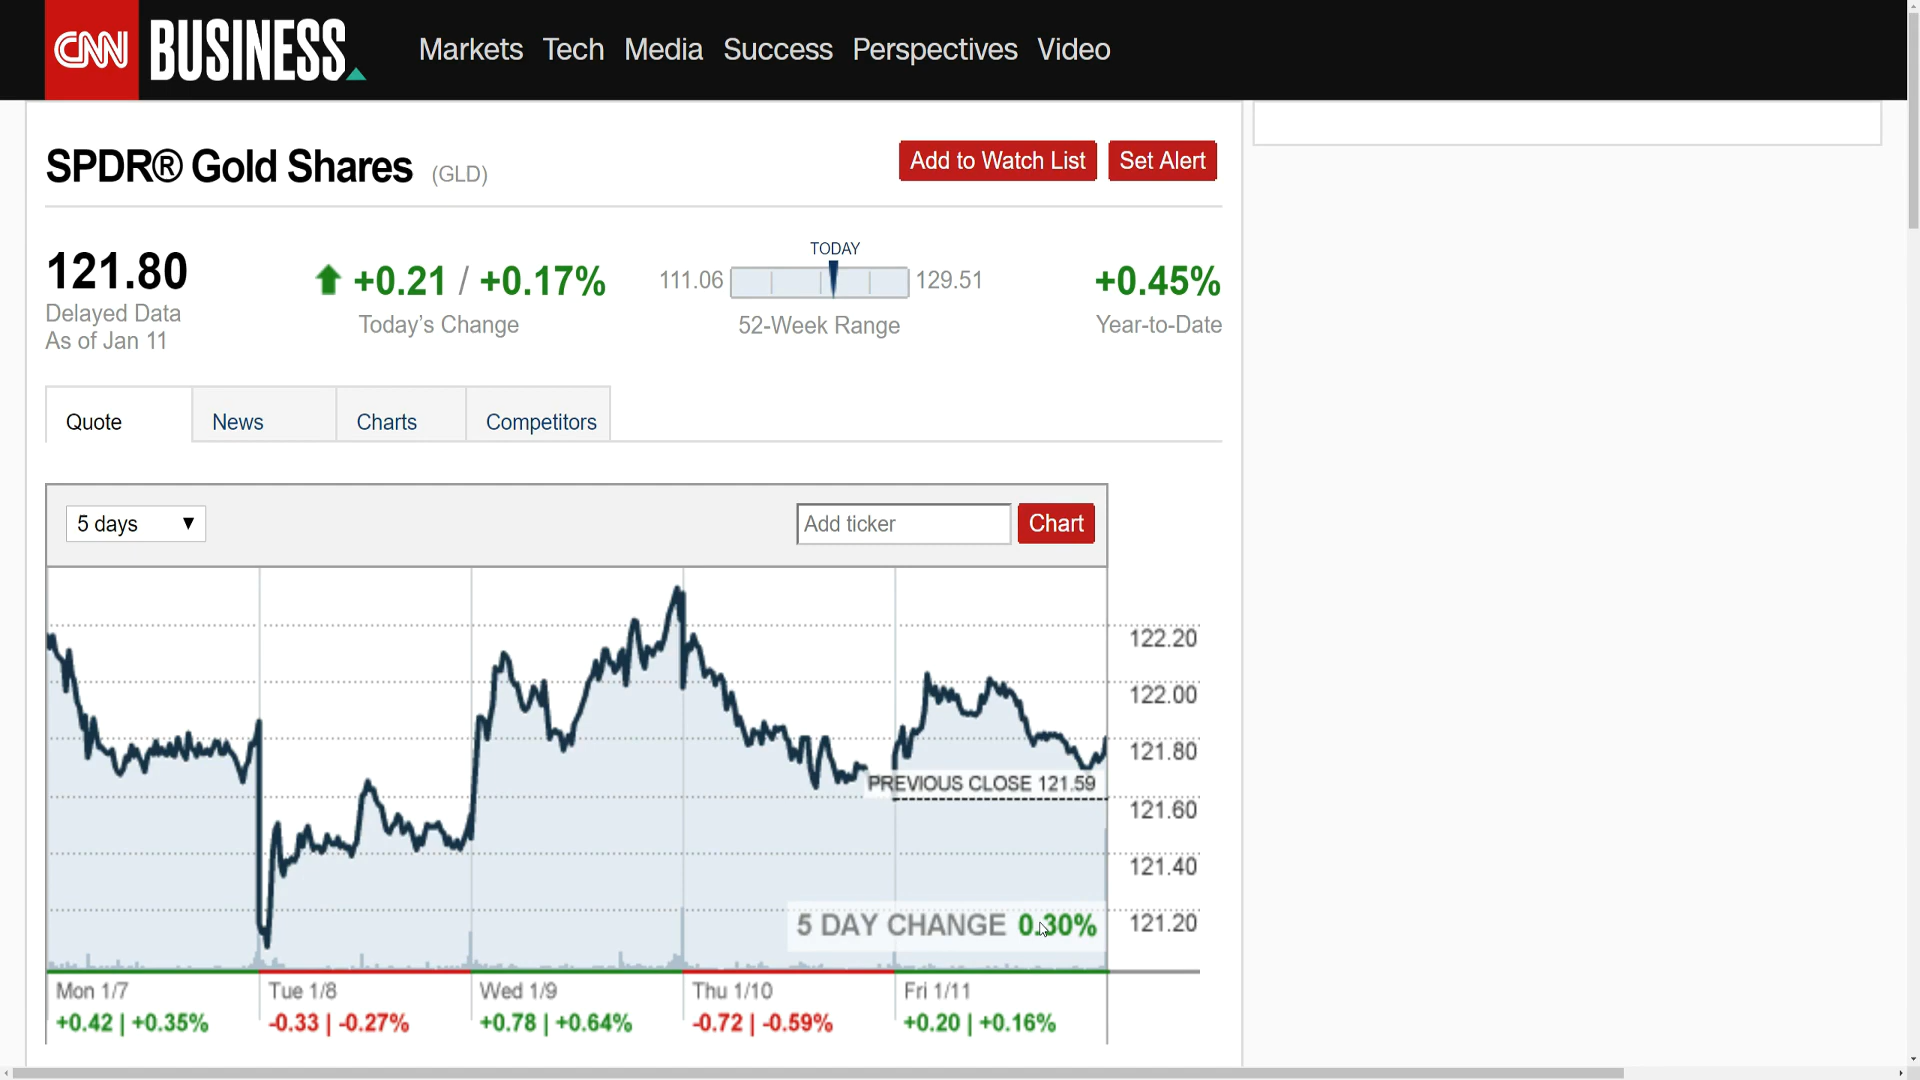 CNN BUSINESS Markets Tech Media Success Perspectives Video
SPDR® Gold Shares (GLD)
Add to Watch List Set Alert
121.80
Delayed Data
As of Jan 11
+0.21 / +0.17%
Today's Change
TODAY
111.06 129.51
52-Week Range
+0.45%
Year-to-Date
Quote News Charts Competitors
5 days ▼ Add ticker Chart
122.20
122.00
121.80
PREVIOUS CLOSE 121.59
121.60
121.40
121.20
5 DAY CHANGE 0.30%
Mon 1/7 Tue 1/8 Wed 1/9 Thu 1/10 Fri 1/11
+0.42 | +0.35% -0.33 | -0.27% +0.78 | +0.64% -0.72 | -0.59% +0.20 | +0.16%